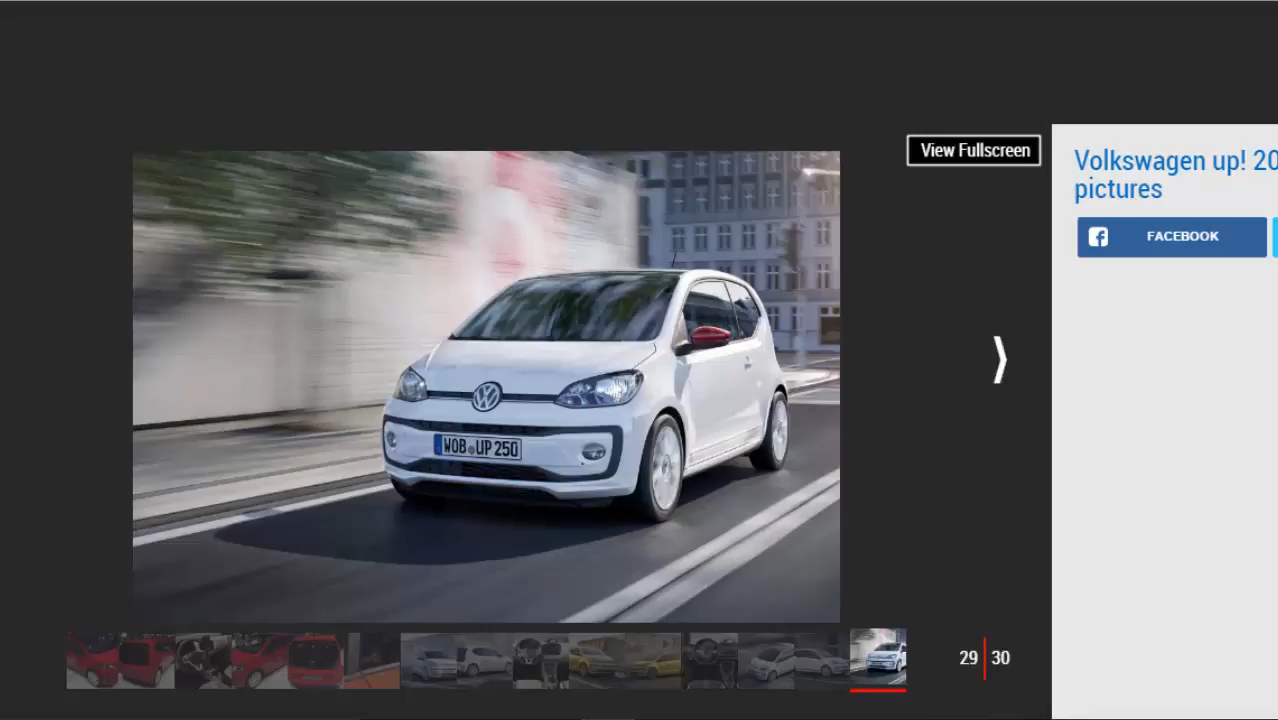 View Fullscreen
Volkswagen up! 20
pictures
FACEBOOK
WOB UP 250
29 30